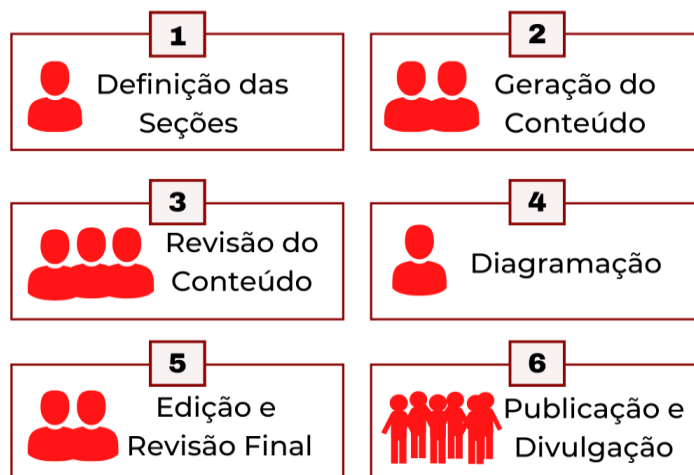 1
Definição das
Seções
2
Geração do
Conteúdo
3
Revisão do
Conteúdo
4
Diagramação
5
Edição e
Revisão Final
6
Publicação e
Divulgação